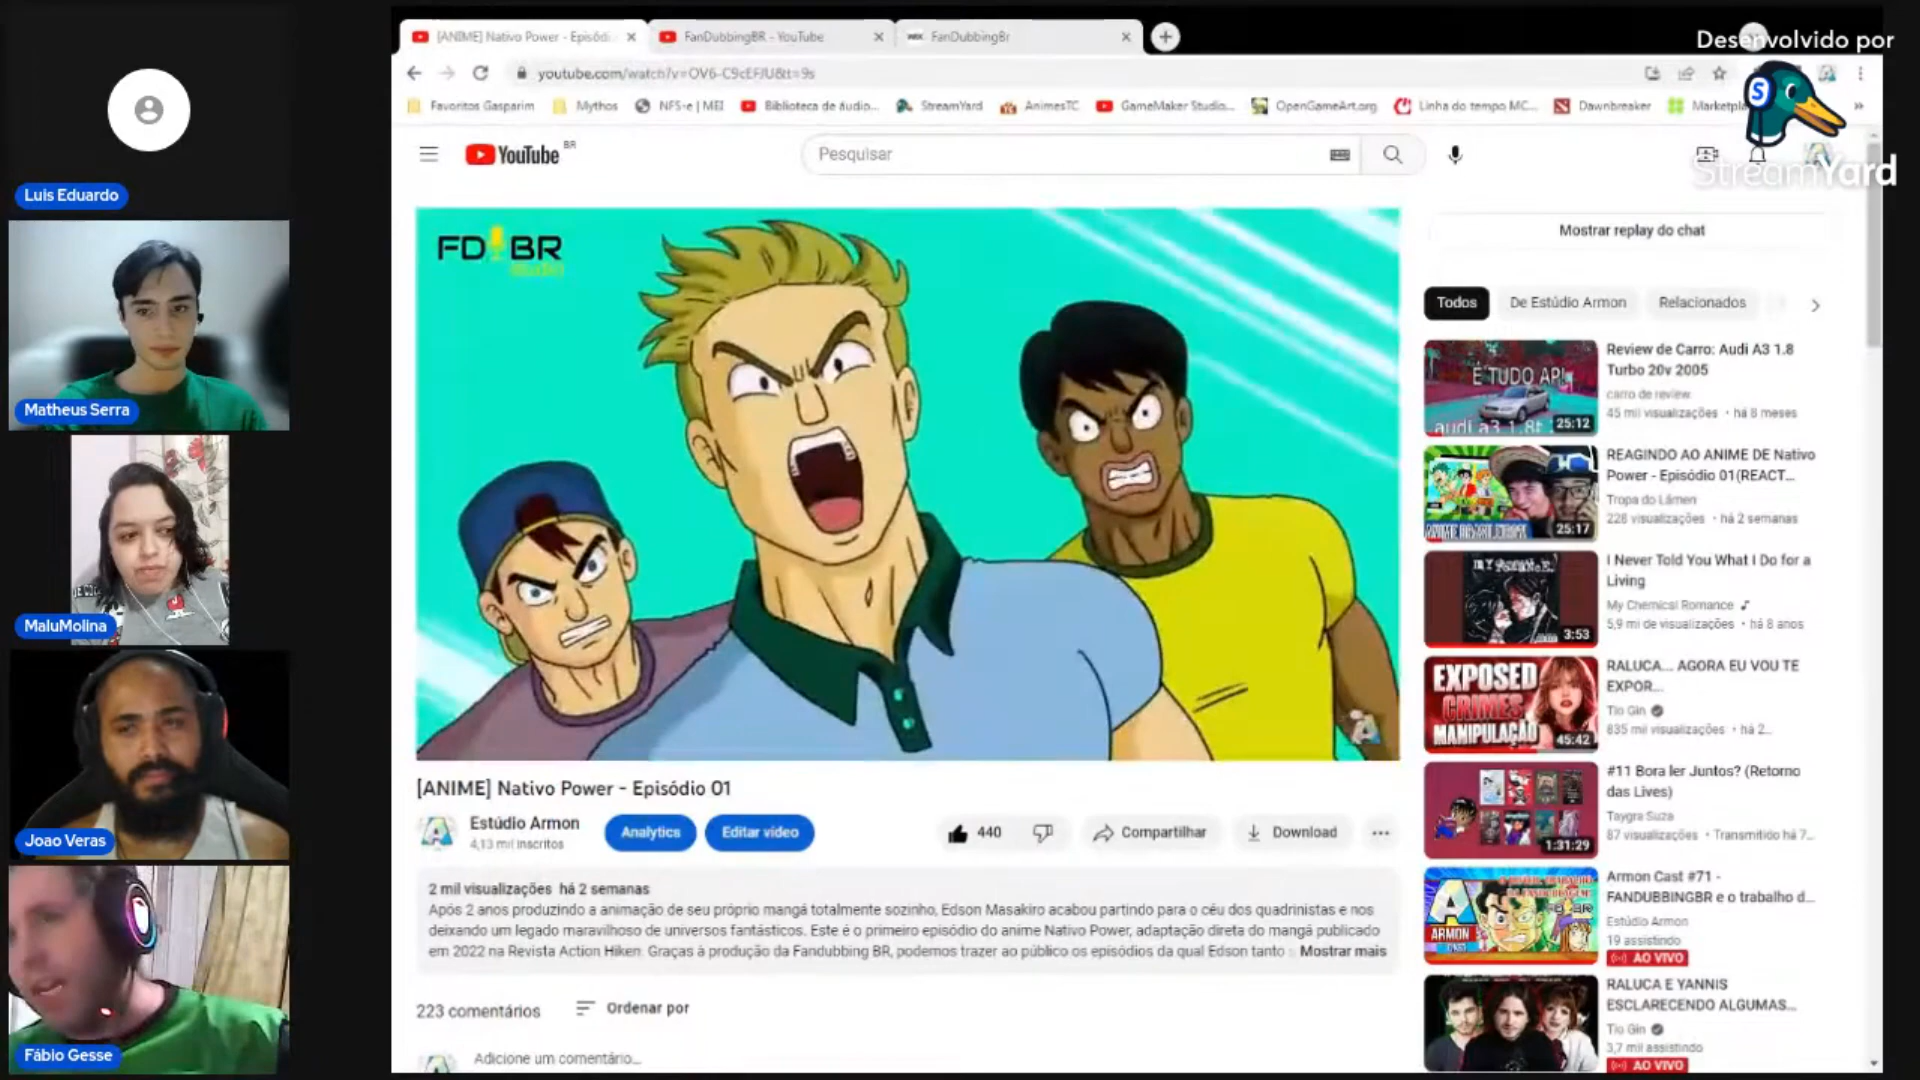 Luis Eduardo
Matheus Serra
MaluMolina
Joao Veras
Fábio Gesse
[ANIME] Nativo Power - Episódi
FanDubbingBR - YouTube
FanDubbingBr
Desenvolvido por
StreamYard
youtube.com/watch?v=OV6-C9cEFJU&t=9s
Favoritos Gasparim
Mythos
NFS-e | MEI
Biblioteca de áudio...
StreamYard
AnimesTC
GameMaker Studio...
OpenGameArt.org
Linha do tempo MC...
Dawnbreaker
Marketpla
YouTube BR
Pesquisar
FD BR
[ANIME] Nativo Power - Episódio 01
Estúdio Armon
4,13 mil inscritos
Analytics
Editar vídeo
440
Compartilhar
Download
2 mil visualizações há 2 semanas
Após 2 anos produzindo a animação de seu próprio mangá totalmente sozinho, Edson Masakiro acabou partindo para o céu dos quadrinistas e nos
deixando um legado maravilhoso de universos fantásticos. Este é o primeiro episódio do anime Nativo Power, adaptação direta do mangá publicado
em 2022 na Revista Action Hiken. Graças à produção da Fandubbing BR, podemos trazer ao público os episódios da qual Edson tanto Mostrar mais
223 comentários
Ordenar por
Adicione um comentário...
Mostrar replay do chat
Todos
De Estúdio Armon
Relacionados
É TUDO AP!
audi a3 1.8t
25:12
Review de Carro: Audi A3 1.8
Turbo 20v 2005
carro de review
45 mil visualizações • há 8 meses
25:17
REAGINDO AO ANIME DE Nativo
Power - Episódio 01(REACT...
Tropa do Lámen
228 visualizações • há 2 semanas
3:53
I Never Told You What I Do for a
Living
My Chemical Romance
5,9 mi de visualizações • há 8 anos
EXPOSED
CRIMES
MANIPULAÇÃO
45:42
RALUCA... AGORA EU VOU TE
EXPOR...
Tio Gin
835 mil visualizações • há 2...
1:31:29
#11 Bora ler Juntos? (Retorno
das Lives)
Taygra Suza
87 visualizações • Transmitido há 7...
ARMON
Armon Cast #71 -
FANDUBBINGBR e o trabalho d...
Estúdio Armon
19 assistindo
AO VIVO
RALUCA E YANNIS
ESCLARECENDO ALGUMAS...
Tio Gin
3,7 mil assistindo
AO VIVO